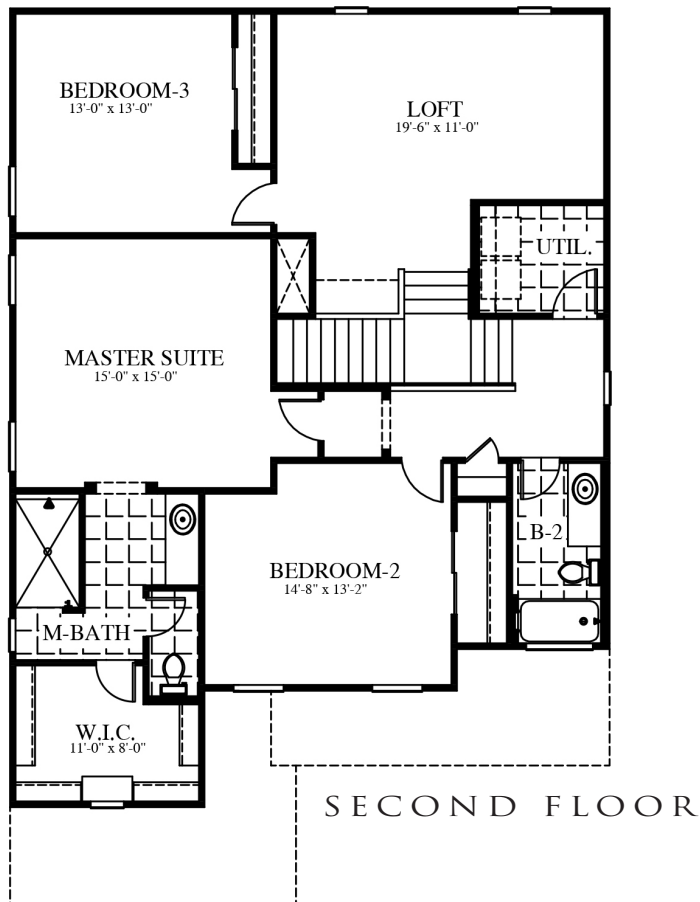 BEDROOM-3
13'-0" x 13'-0"
LOFT
19'-6" x 11'-0"
UTIL.
MASTER SUITE
15'-0" x 15'-0"
B-2
BEDROOM-2
14'-8" x 13'-2"
M-BATH
W.I.C.
11'-0" x 8'-0"
SECOND FLOOR